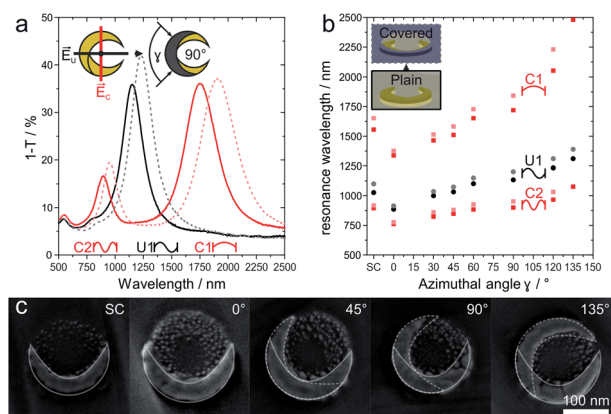 a
E_U
E_C
γ
90°
1-T / %
50
45
40
35
30
25
20
15
10
5
0
C2 U1 C1
500 750 1000 1250 1500 1750 2000 2250 2500
Wavelength / nm
b
Covered
Plain
C1
U1
C2
resonance wavelength / nm
2500
2250
2000
1750
1500
1250
1000
750
500
SC 0 15 30 45 60 75 90 105 120 135 150
Azimuthal angle γ / °
c
SC 0° 45° 90° 135°
100 nm